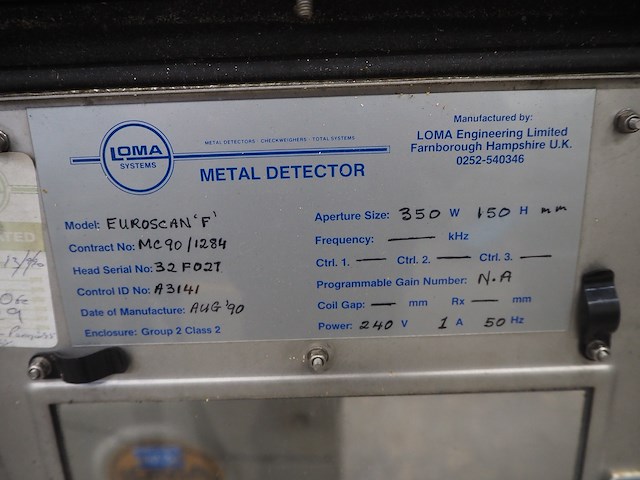 LOMA
SYSTEMS
METAL DETECTORS · CHECKWEIGHERS · TOTAL SYSTEMS
METAL DETECTOR
Manufactured by:
LOMA Engineering Limited
Farnborough Hampshire U.K.
0252-540346
Model: EUROSCAN 'F'
Contract No: MC90/1284
Head Serial No: 32F027
Control ID No: A3141
Date of Manufacture: AUG '90
Enclosure: Group 2 Class 2
Aperture Size: 350 W 150 H mm
Frequency: — kHz
Ctrl. 1. — Ctrl. 2. — Ctrl. 3. —
Programmable Gain Number: N.A
Coil Gap: — mm Rx — mm
Power: 240 V 1 A 50 Hz